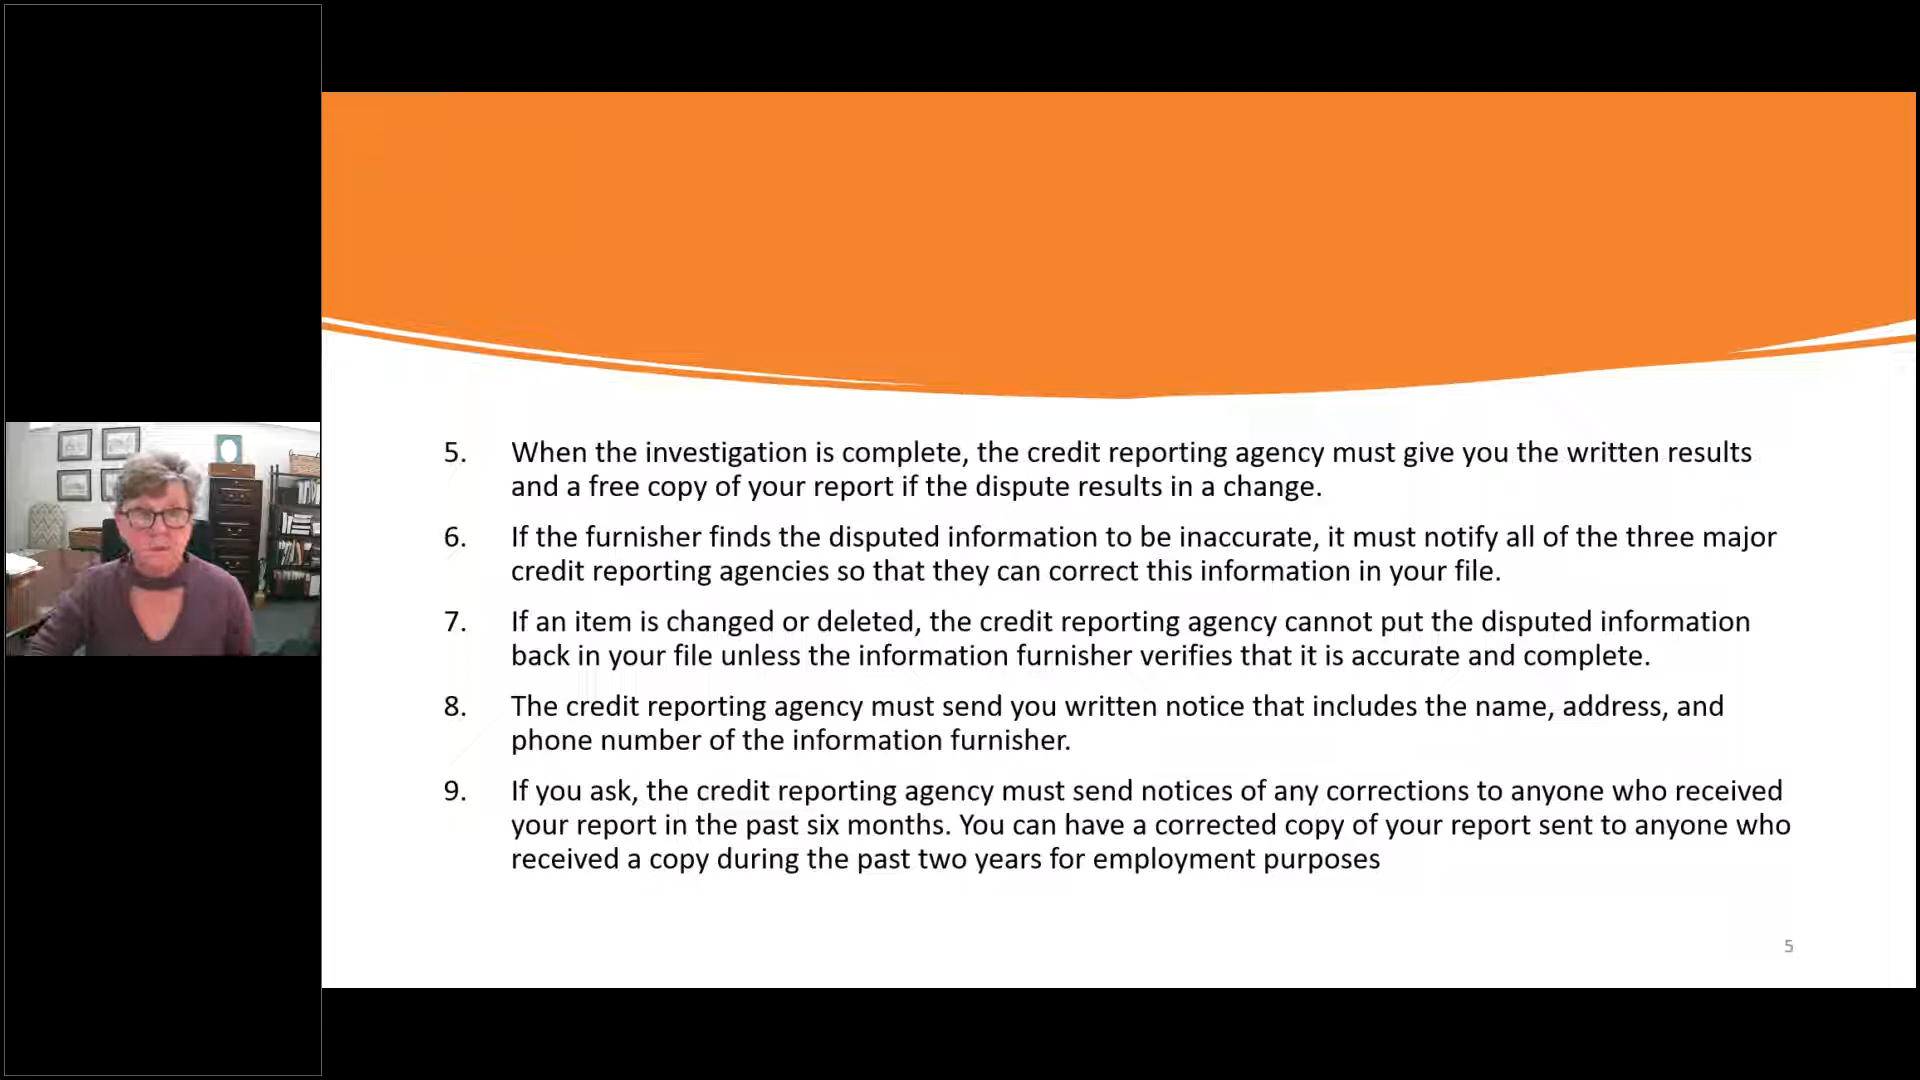 5. When the investigation is complete, the credit reporting agency must give you the written results
and a free copy of your report if the dispute results in a change.
6. If the furnisher finds the disputed information to be inaccurate, it must notify all of the three major
credit reporting agencies so that they can correct this information in your file.
7. If an item is changed or deleted, the credit reporting agency cannot put the disputed information
back in your file unless the information furnisher verifies that it is accurate and complete.
8. The credit reporting agency must send you written notice that includes the name, address, and
phone number of the information furnisher.
9. If you ask, the credit reporting agency must send notices of any corrections to anyone who received
your report in the past six months. You can have a corrected copy of your report sent to anyone who
received a copy during the past two years for employment purposes
5